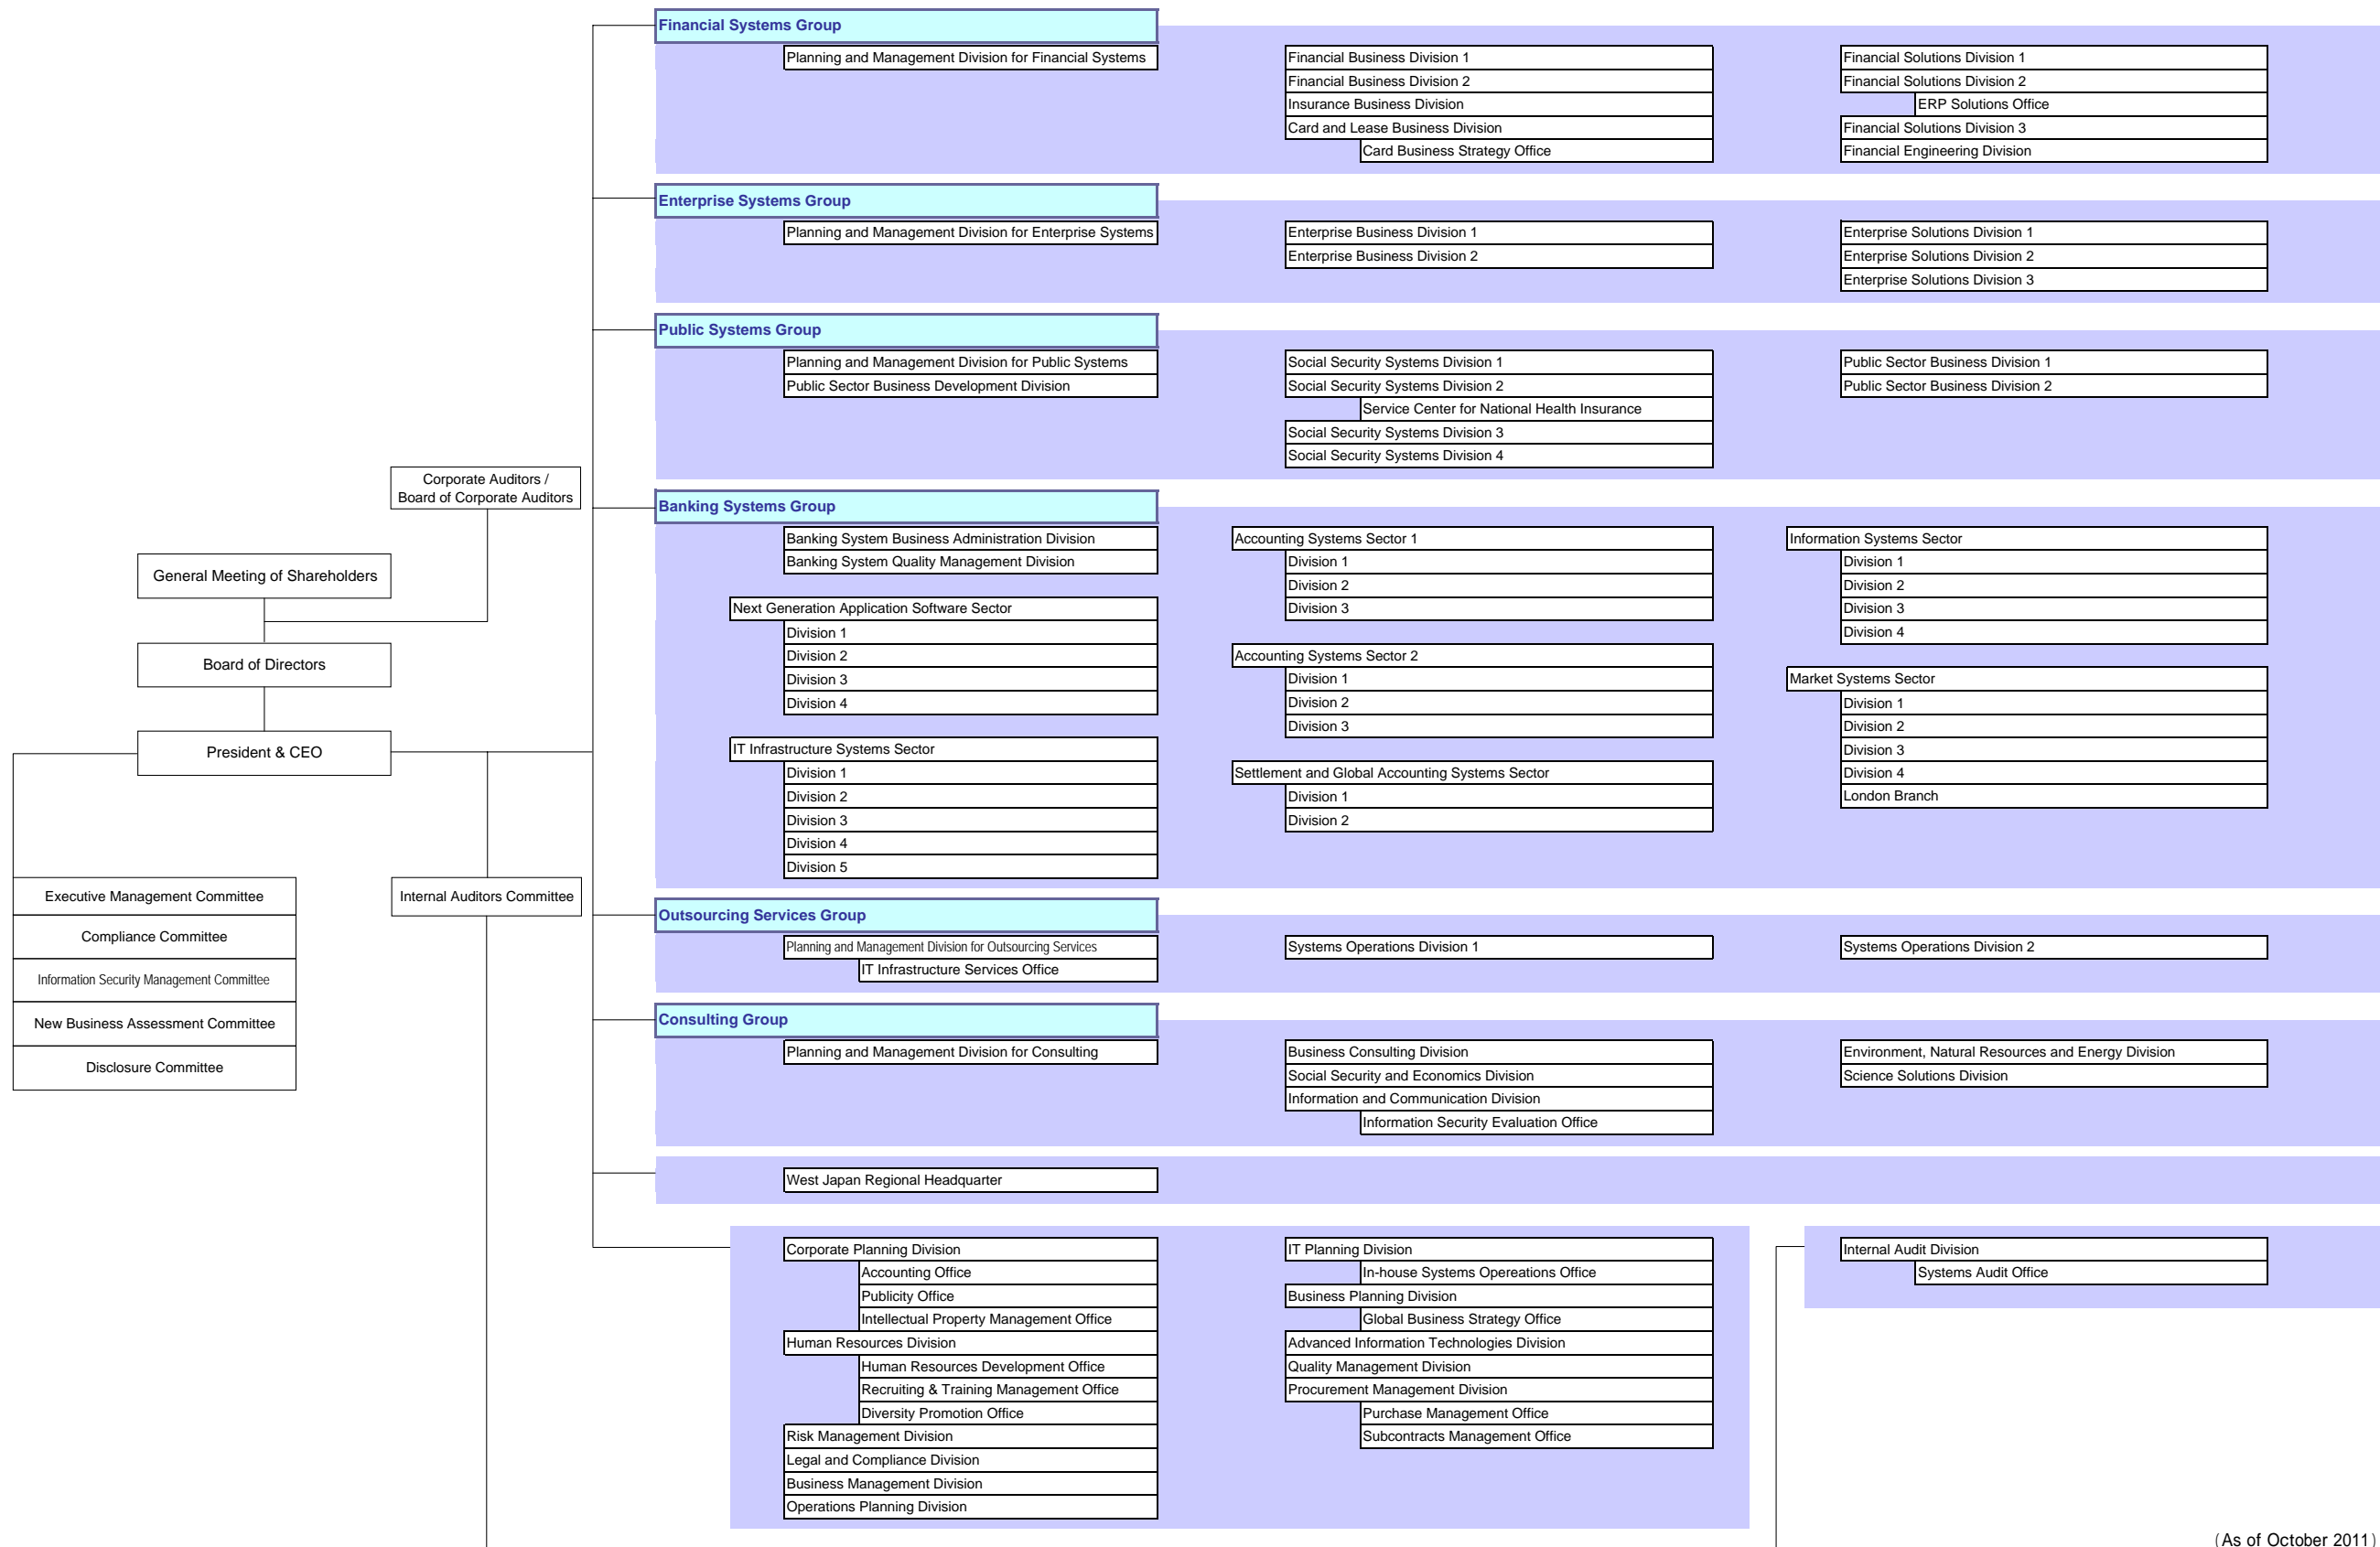 Financial Systems Group
Planning and Management Division for Financial Systems
Financial Business Division 1
Financial Business Division 2
Insurance Business Division
Card and Lease Business Division
Card Business Strategy Office
Financial Solutions Division 1
Financial Solutions Division 2
ERP Solutions Office
Financial Solutions Division 3
Financial Engineering Division
Enterprise Systems Group
Planning and Management Division for Enterprise Systems
Enterprise Business Division 1
Enterprise Business Division 2
Enterprise Solutions Division 1
Enterprise Solutions Division 2
Enterprise Solutions Division 3
Public Systems Group
Planning and Management Division for Public Systems
Public Sector Business Development Division
Social Security Systems Division 1
Social Security Systems Division 2
Service Center for National Health Insurance
Social Security Systems Division 3
Social Security Systems Division 4
Public Sector Business Division 1
Public Sector Business Division 2
Corporate Auditors /
Board of Corporate Auditors
General Meeting of Shareholders
Board of Directors
President & CEO
Executive Management Committee
Compliance Committee
Information Security Management Committee
New Business Assessment Committee
Disclosure Committee
Internal Auditors Committee
Banking Systems Group
Banking System Business Administration Division
Banking System Quality Management Division
Next Generation Application Software Sector
Division 1
Division 2
Division 3
Division 4
IT Infrastructure Systems Sector
Division 1
Division 2
Division 3
Division 4
Division 5
Accounting Systems Sector 1
Division 1
Division 2
Division 3
Accounting Systems Sector 2
Division 1
Division 2
Division 3
Settlement and Global Accounting Systems Sector
Division 1
Division 2
Information Systems Sector
Division 1
Division 2
Division 3
Division 4
Market Systems Sector
Division 1
Division 2
Division 3
Division 4
London Branch
Outsourcing Services Group
Planning and Management Division for Outsourcing Services
IT Infrastructure Services Office
Systems Operations Division 1
Systems Operations Division 2
Consulting Group
Planning and Management Division for Consulting
Business Consulting Division
Social Security and Economics Division
Information and Communication Division
Information Security Evaluation Office
Environment, Natural Resources and Energy Division
Science Solutions Division
West Japan Regional Headquarter
Corporate Planning Division
Accounting Office
Publicity Office
Intellectual Property Management Office
Human Resources Division
Human Resources Development Office
Recruiting & Training Management Office
Diversity Promotion Office
Risk Management Division
Legal and Compliance Division
Business Management Division
Operations Planning Division
IT Planning Division
In-house Systems Opereations Office
Business Planning Division
Global Business Strategy Office
Advanced Information Technologies Division
Quality Management Division
Procurement Management Division
Purchase Management Office
Subcontracts Management Office
Internal Audit Division
Systems Audit Office
(As of October 2011)